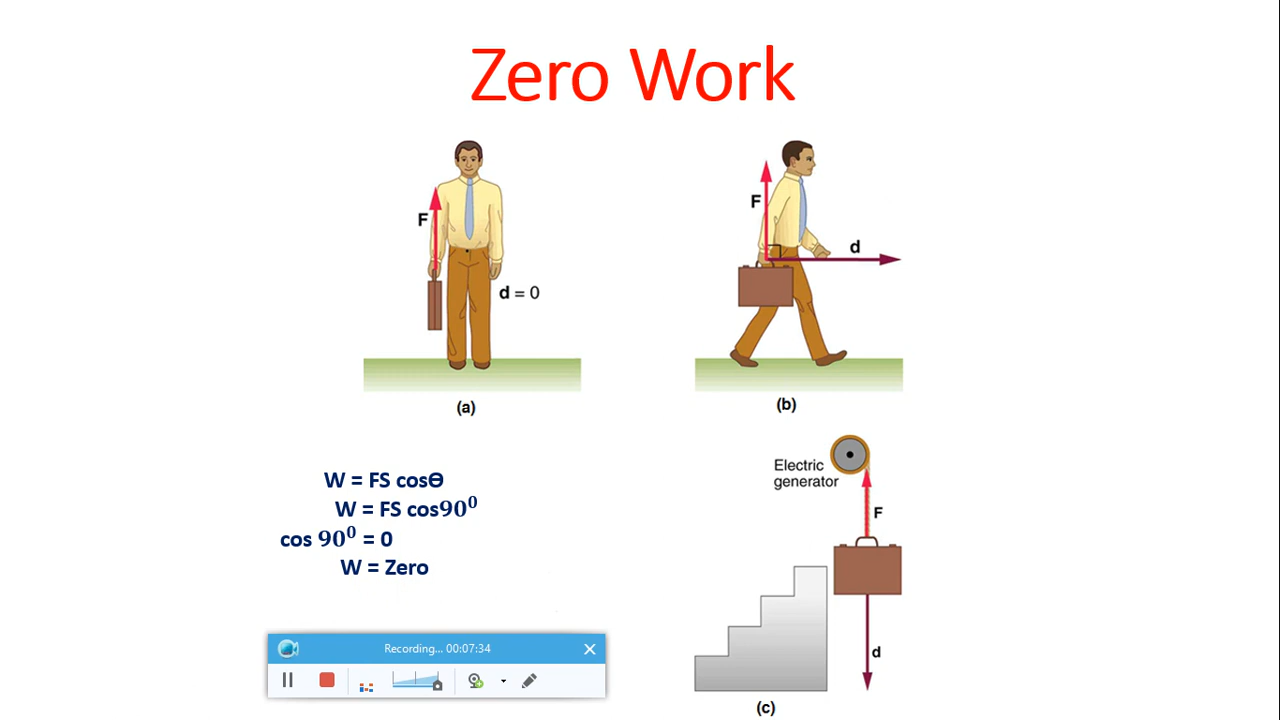 Zero Work
F
d = 0
(a)
F
d
(b)
W = FS cosΘ
W = FS cos90⁰
cos 90⁰ = 0
W = Zero
Electric
generator
F
d
(c)
Recording... 00:07:34